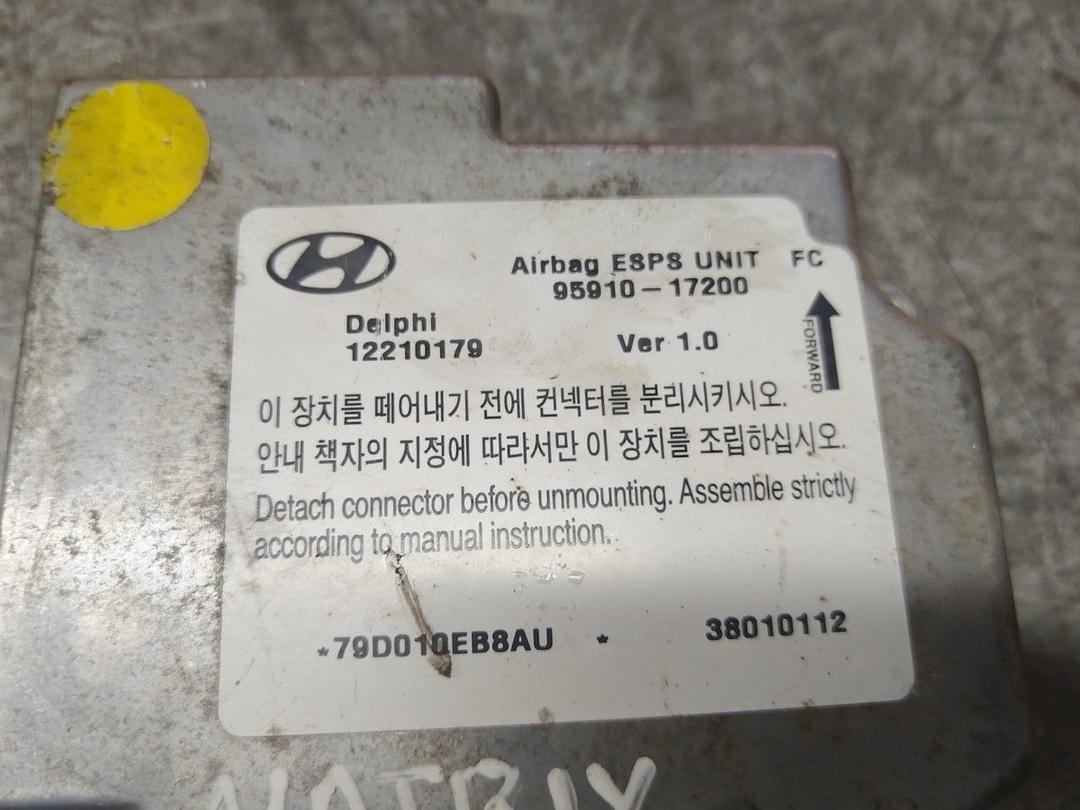 Airbag ESPS UNIT FC
95910-17200
Delphi
12210179
Ver 1.0
FORWARD
이 장치를 떼어내기 전에 컨넥터를 분리시키시오.
안내 책자의 지정에 따라서만 이 장치를 조립하십시오.
Detach connector before unmounting. Assemble strictly
according to manual instruction.
*79D010EB8AU *
38010112
MATRIX